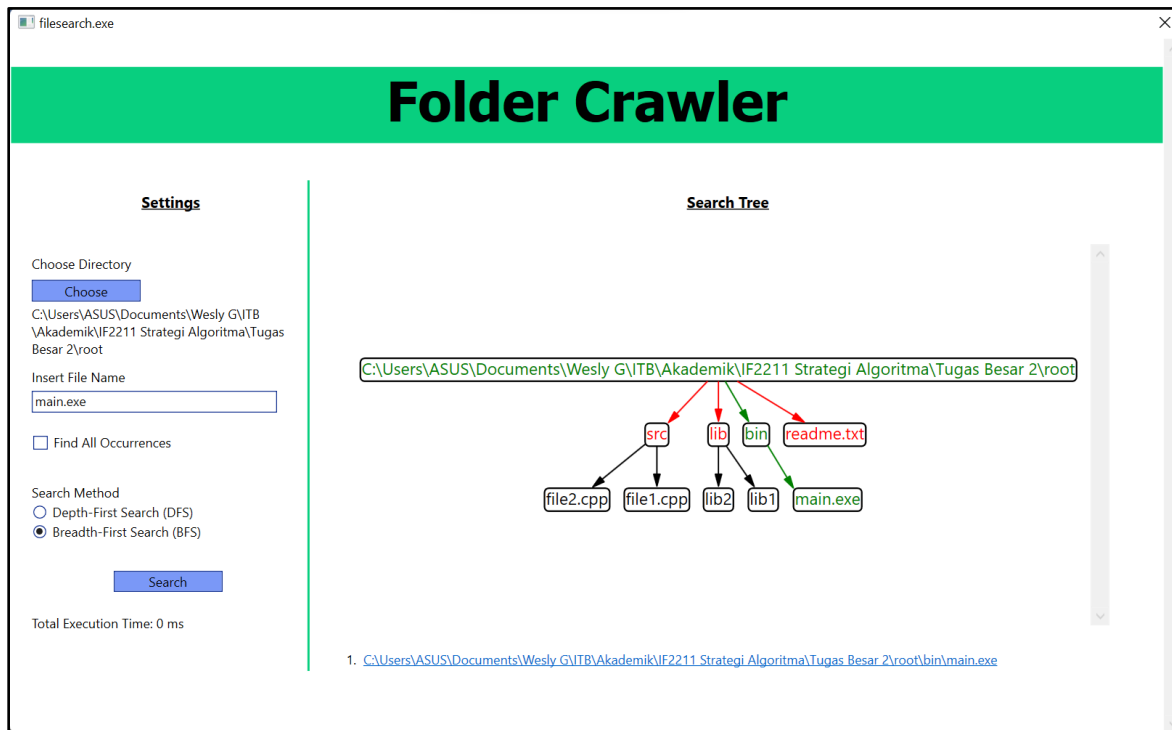 filesearch.exe
Folder Crawler
Settings
Choose Directory
Choose
C:\Users\ASUS\Documents\Wesly G\ITB
\Akademik\IF2211 Strategi Algoritma\Tugas
Besar 2\root
Insert File Name
main.exe
Find All Occurrences
Search Method
Depth-First Search (DFS)
Breadth-First Search (BFS)
Search
Total Execution Time: 0 ms
Search Tree
C:\Users\ASUS\Documents\Wesly G\ITB\Akademik\IF2211 Strategi Algoritma\Tugas Besar 2\root
src lib bin readme.txt
file2.cpp file1.cpp lib2 lib1 main.exe
1. C:\Users\ASUS\Documents\Wesly G\ITB\Akademik\IF2211 Strategi Algoritma\Tugas Besar 2\root\bin\main.exe